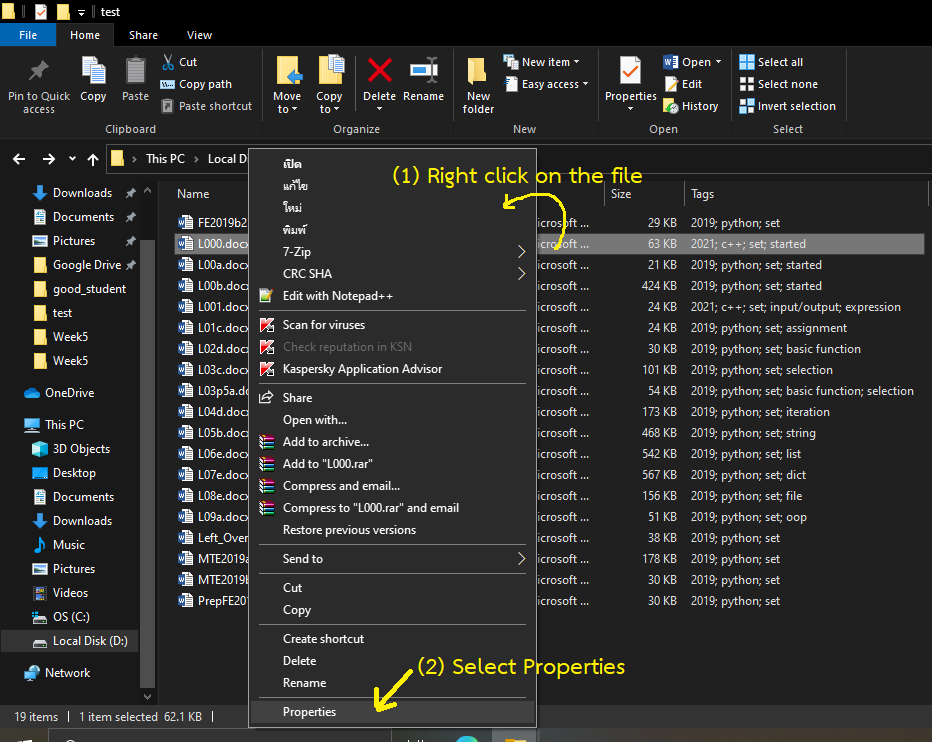 test
File Home Share View
Pin to Quick access
Copy
Paste
Cut
Copy path
Paste shortcut
Clipboard
Move to
Copy to
Delete
Rename
Organize
New folder
New item
Easy access
New
Properties
Open
Edit
History
Open
Select all
Select none
Invert selection
Select
This PC Local D
Downloads
Documents
Pictures
Google Drive
good_student
test
Week5
Week5
OneDrive
This PC
3D Objects
Desktop
Documents
Downloads
Music
Pictures
Videos
OS (C:)
Local Disk (D:)
Network
Name Size Tags
FE2019b2 icrosoft ... 29 KB 2019; python; set
L000.docx icrosoft ... 63 KB 2021; c++; set; started
L00a.docx icrosoft ... 21 KB 2019; python; set; started
L00b.docx icrosoft ... 424 KB 2019; python; set; started
L001.docx icrosoft ... 24 KB 2021; c++; set; input/output; expression
L01c.docx icrosoft ... 24 KB 2019; python; set; assignment
L02d.docx icrosoft ... 30 KB 2019; python; set; basic function
L03c.docx icrosoft ... 101 KB 2019; python; set; selection
L03p5a.docx icrosoft ... 54 KB 2019; python; set; basic function; selection
L04d.docx icrosoft ... 173 KB 2019; python; set; iteration
L05b.docx icrosoft ... 468 KB 2019; python; set; string
L06e.docx icrosoft ... 542 KB 2019; python; set; list
L07e.docx icrosoft ... 567 KB 2019; python; set; dict
L08e.docx icrosoft ... 156 KB 2019; python; set; file
L09a.docx icrosoft ... 51 KB 2019; python; set; oop
Left_Over icrosoft ... 38 KB 2019; python; set
MTE2019a icrosoft ... 178 KB 2019; python; set
MTE2019b icrosoft ... 30 KB 2019; python; set
PrepFE201 icrosoft ... 30 KB 2019; python; set
เปิด
แก้ไข
ใหม่
พิมพ์
7-Zip
CRC SHA
Edit with Notepad++
Scan for viruses
Check reputation in KSN
Kaspersky Application Advisor
Share
Open with...
Add to archive...
Add to "L000.rar"
Compress and email...
Compress to "L000.rar" and email
Restore previous versions
Send to
Cut
Copy
Create shortcut
Delete
Rename
Properties
(1) Right click on the file
(2) Select Properties
19 items 1 item selected 62.1 KB